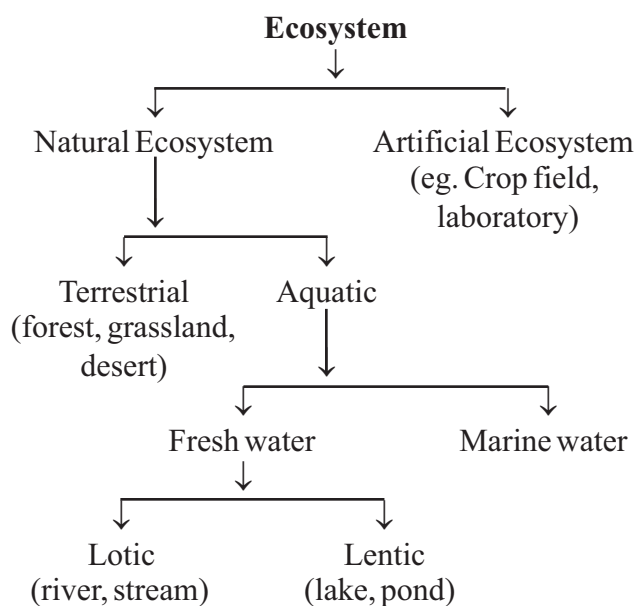 Ecosystem
Natural Ecosystem
Artificial Ecosystem
(eg. Crop field,
laboratory)
Terrestrial
(forest, grassland,
desert)
Aquatic
Fresh water
Marine water
Lotic
(river, stream)
Lentic
(lake, pond)